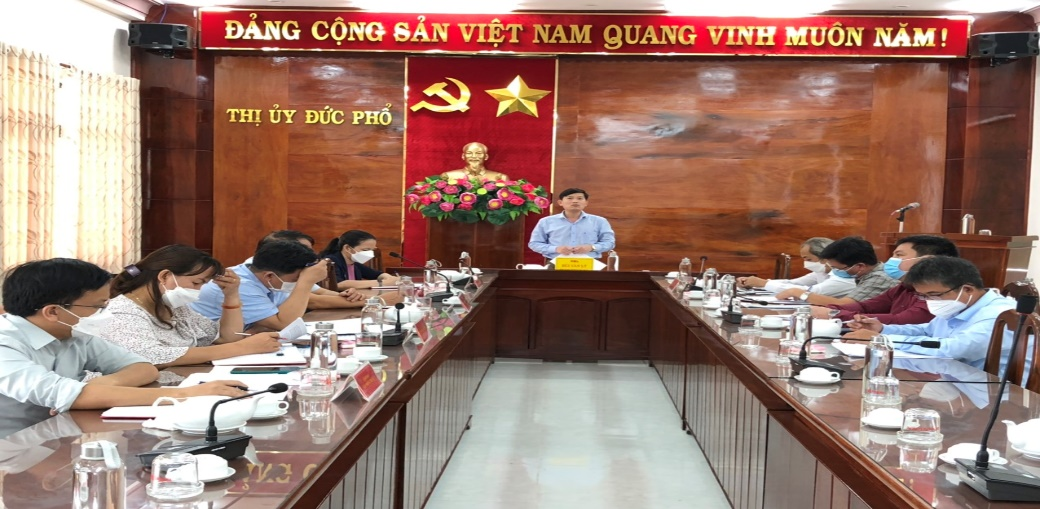 ĐẢNG CỘNG SẢN VIỆT NAM QUANG VINH MUÔN NĂM!
THỊ ỦY ĐỨC PHỔ